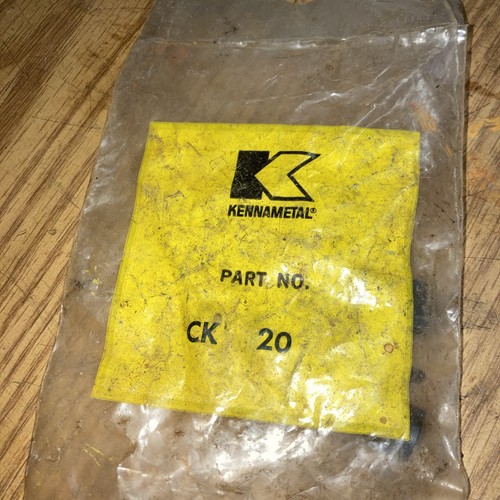 K
KENNAMETAL®
PART NO.
CK 20